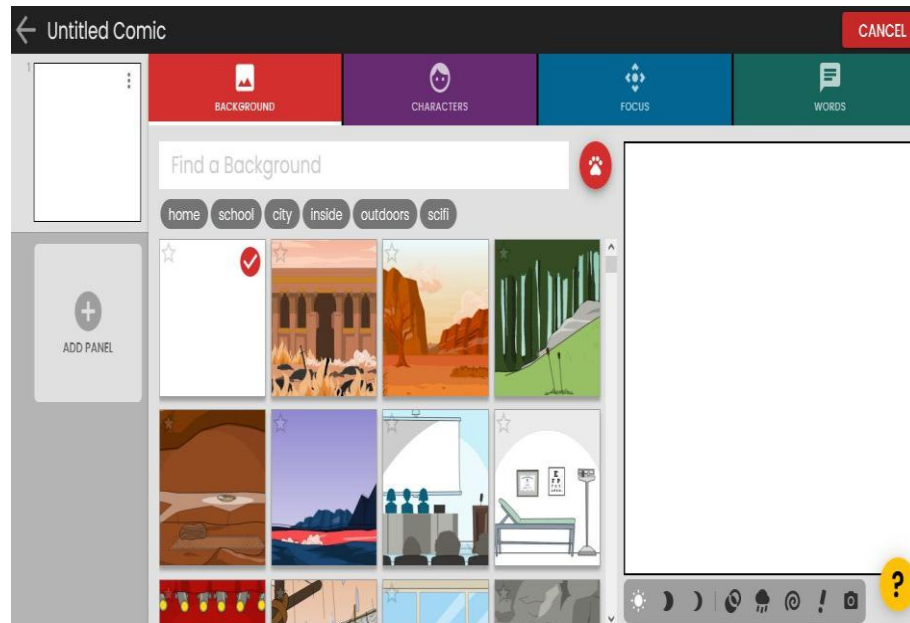 Untitled Comic
CANCEL
1
BACKGROUND
CHARACTERS
FOCUS
WORDS
Find a Background
home school city inside outdoors scifi
ADD PANEL
?